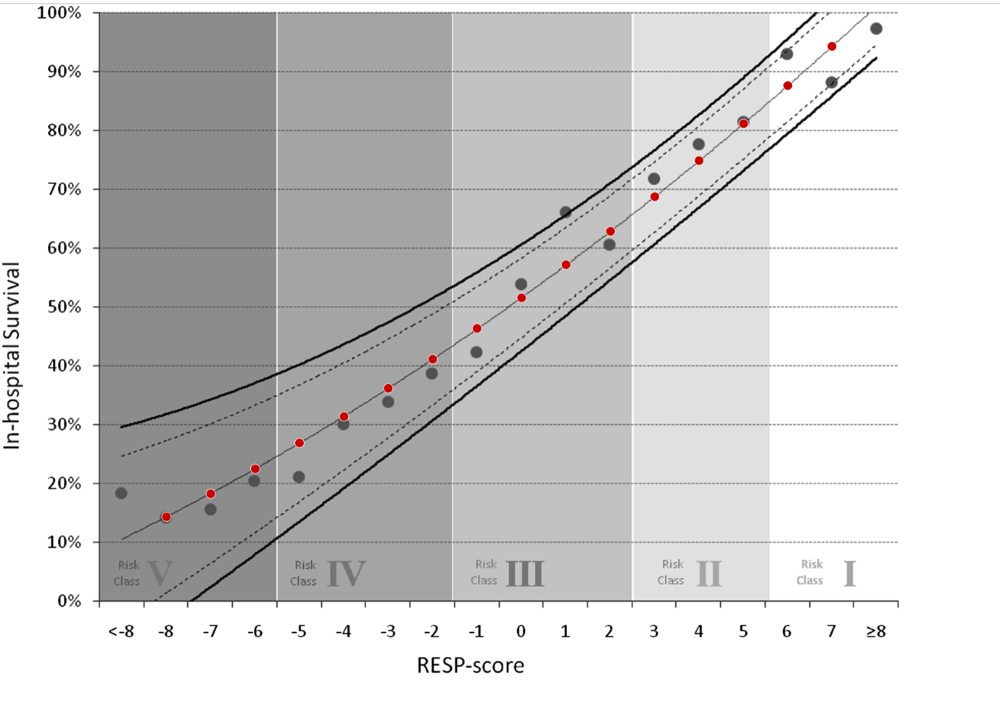 100%
90%
80%
70%
60%
50%
40%
30%
20%
10%
0%
In-hospital Survival
Risk Class V
Risk Class IV
Risk Class III
Risk Class II
Risk Class I
<-8 -8 -7 -6 -5 -4 -3 -2 -1 0 1 2 3 4 5 6 7 ≥8
RESP-score